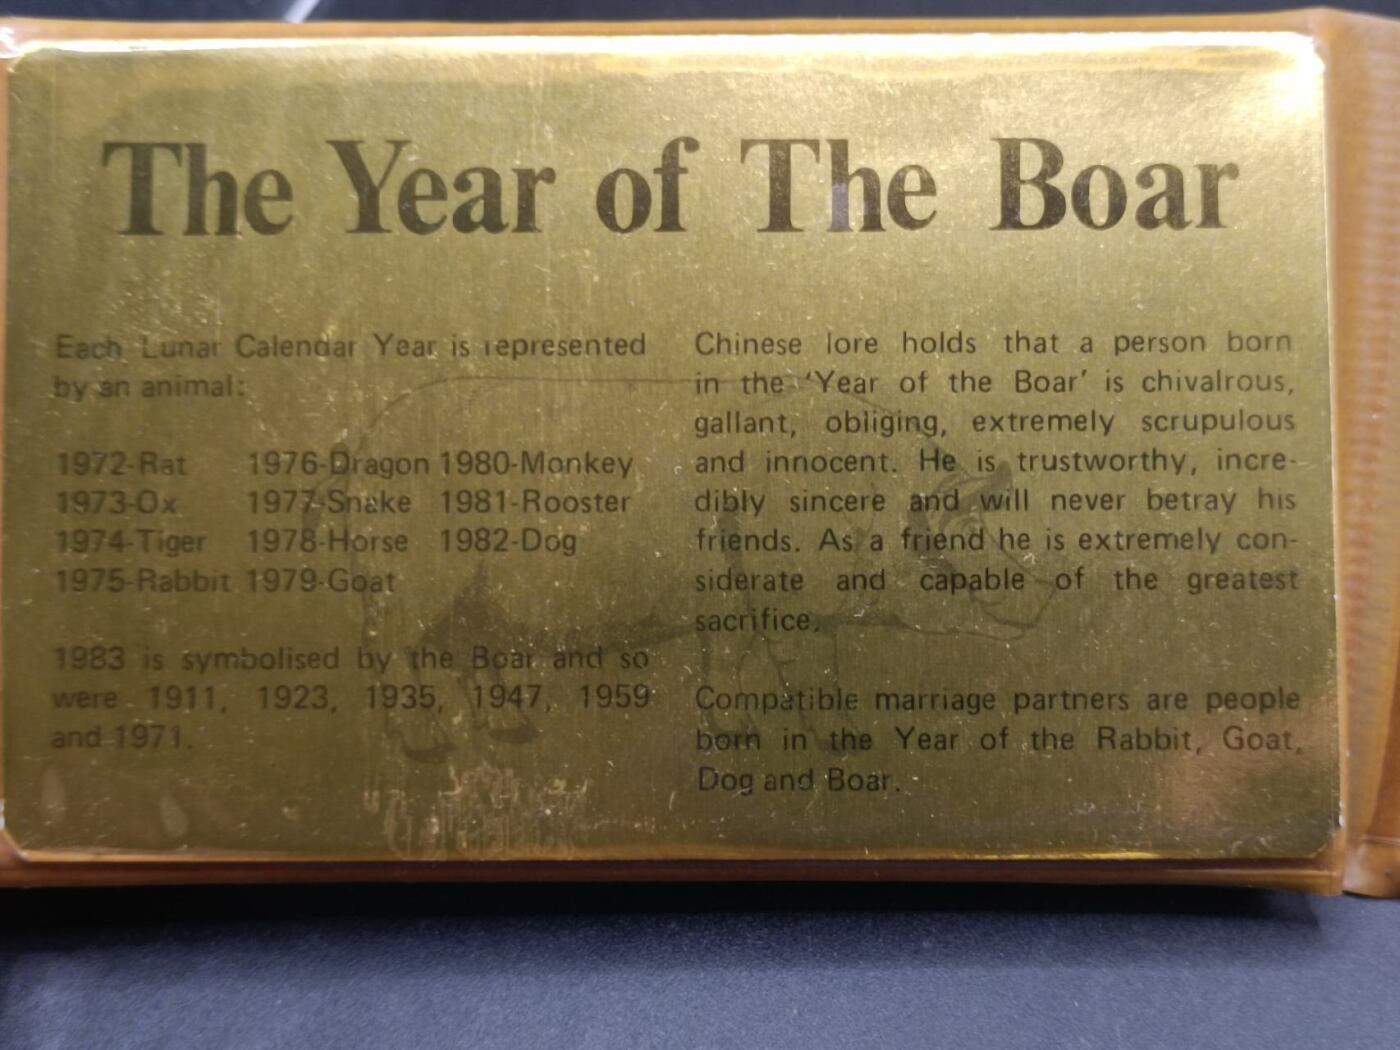 The Year of The Boar
Each Lunar Calendar Year is represented
by an animal:
1972-Rat 1976-Dragon 1980-Monkey
1973-Ox 1977-Snake 1981-Rooster
1974-Tiger 1978-Horse 1982-Dog
1975-Rabbit 1979-Goat
1983 is symbolised by the Boar and so
were 1911, 1923, 1935, 1947, 1959
and 1971.
Chinese lore holds that a person born
in the ‘Year of the Boar’ is chivalrous,
gallant, obliging, extremely scrupulous
and innocent. He is trustworthy, incre-
dibly sincere and will never betray his
friends. As a friend he is extremely con-
siderate and capable of the greatest
sacrifice.
Compatible marriage partners are people
born in the Year of the Rabbit, Goat,
Dog and Boar.